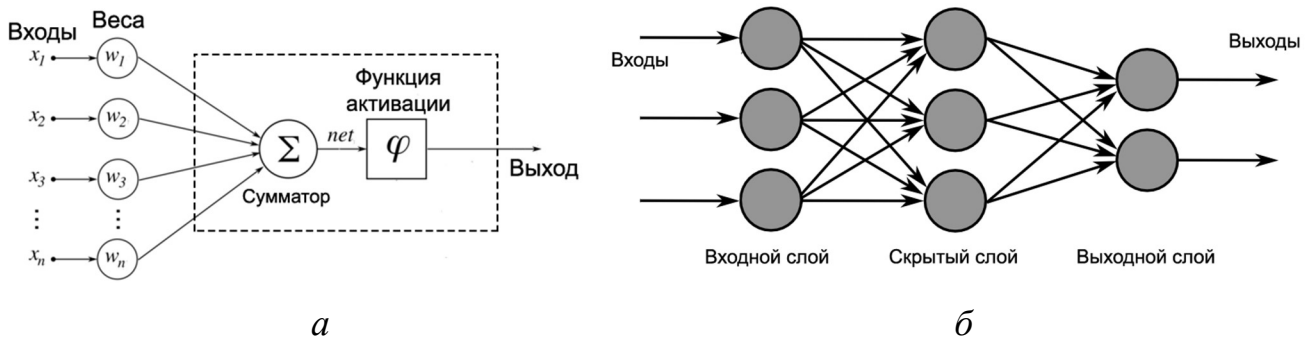 Входы
Веса
x1
w1
x2
w2
x3
w3
xn
wn
Σ
Сумматор
net
Функция
активации
φ
Выход
а
Входы
Выходы
Входной слой
Скрытый слой
Выходной слой
б